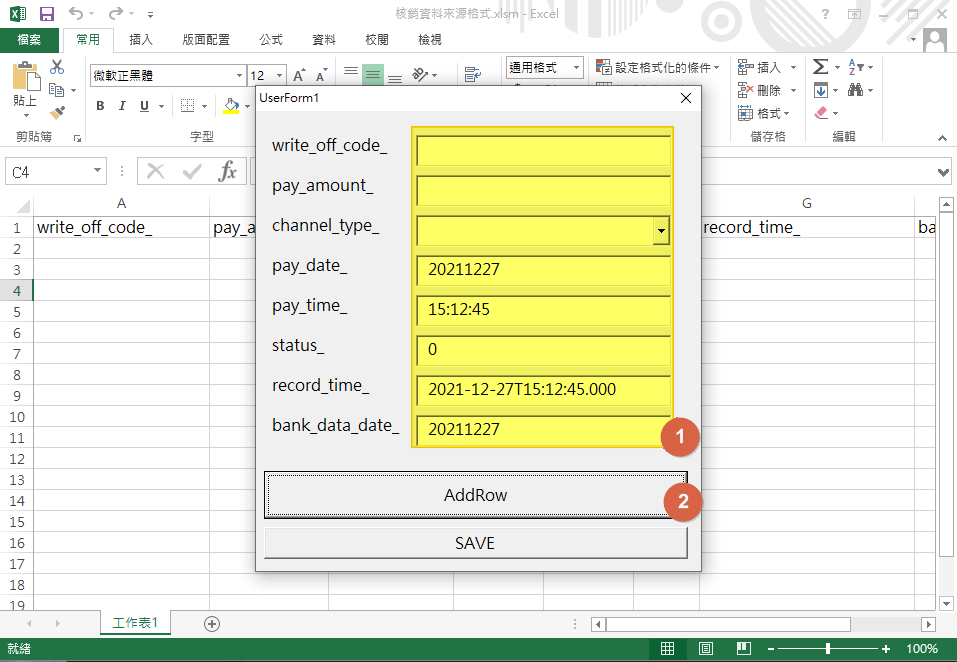 核銷資料來源格式.xlsm - Excel
?
檔案 常用 插入 版面配置 公式 資料 校閱 檢視
貼上
微軟正黑體 12 A A
通用格式
設定格式化的條件
插入
B I U
刪除
格式
剪貼簿 字型 儲存格 編輯
C4 fx
A G
1 write_off_code_ pay_a record_time_ ba
2
3
4
5
6
7
8
9
10
11
12
13
14
15
16
17
18
19
UserForm1
write_off_code_
pay_amount_
channel_type_
pay_date_ 20211227
pay_time_ 15:12:45
status_ 0
record_time_ 2021-12-27T15:12:45.000
bank_data_date_ 20211227
1
AddRow
2
SAVE
工作表1
就緒 100%